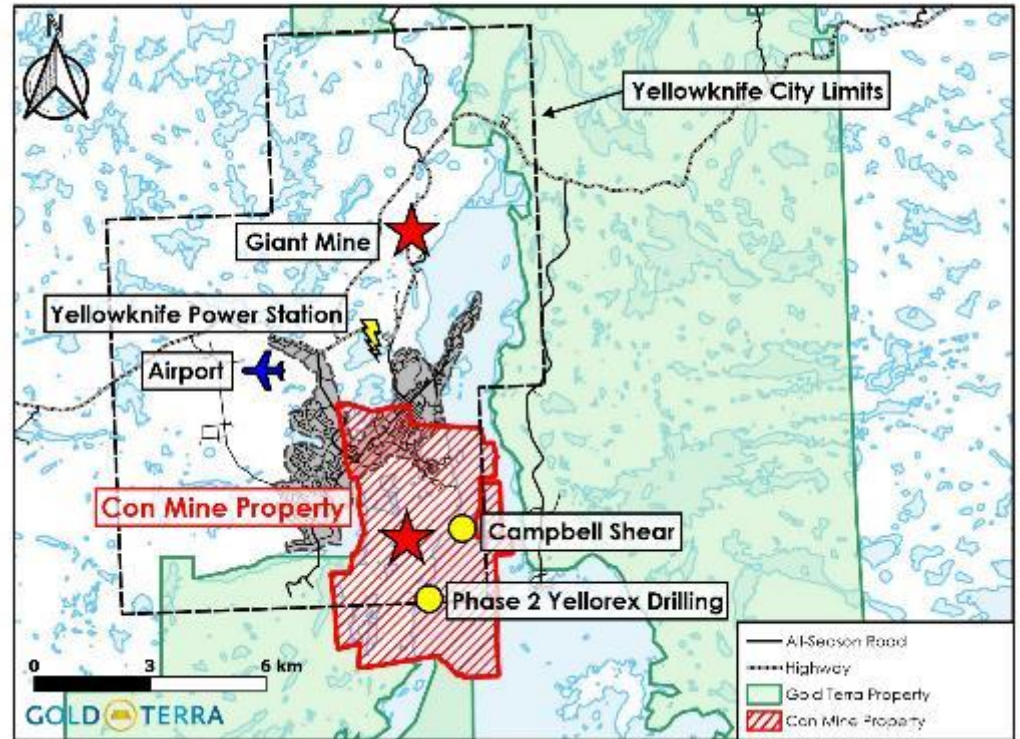 N
Yellowknife City Limits
Giant Mine
Yellowknife Power Station
Airport
Con Mine Property
Campbell Shear
Phase 2 Yellorex Drilling
0 3 6 km
GOLD TERRA
All-Season Road
Highway
Gold Terra Property
Con Mine Property